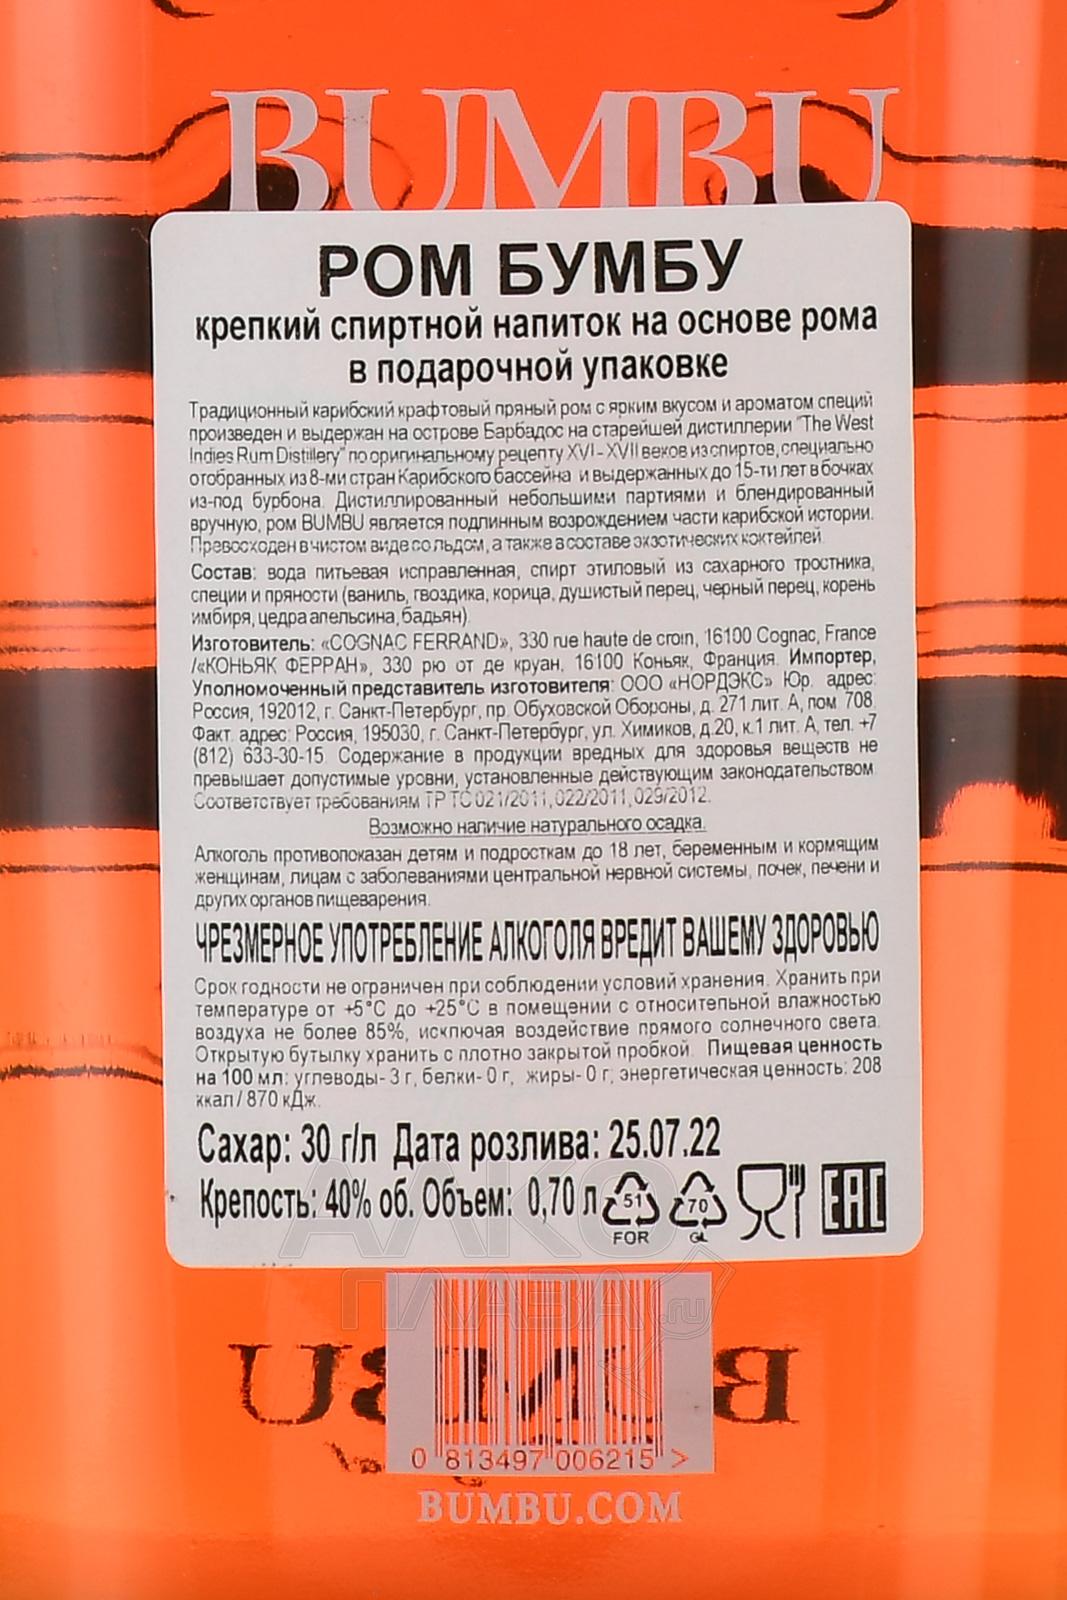 BUMBU
РОМ БУМБУ
крепкий спиртной напиток на основе рома
в подарочной упаковке
Традиционный карибский крафтовый пряный ром с ярким вкусом и ароматом специй
произведен и выдержан на острове Барбадос на старейшей дистиллерии "The West
Indies Rum Distillery" по оригинальному рецепту XVI - XVII веков из спиртов, специально
отобранных из 8-ми стран Карибского бассейна и выдержанных до 15-ти лет в бочках
из-под бурбона. Дистиллированный небольшими партиями и блендированный
вручную, ром BUMBU является подлинным возрождением части карибской истории.
Превосходен в чистом виде со льдом, а также в составе экзотических коктейлей.
Состав: вода питьевая исправленная, спирт этиловый из сахарного тростника,
специи и пряности (ваниль, гвоздика, корица, душистый перец, черный перец, корень
имбиря, цедра апельсина, бадьян).
Изготовитель: «COGNAC FERRAND», 330 rue haute de croin, 16100 Cognac, France
/«КОНЬЯК ФЕРРАН», 330 рю от де круан, 16100 Коньяк, Франция. Импортер,
Уполномоченный представитель изготовителя: ООО «НОРДЭКС» Юр. адрес:
Россия, 192012, г. Санкт-Петербург, пр. Обуховской Обороны, д. 271 лит. А, пом 708.
Факт. адрес: Россия, 195030, г. Санкт-Петербург, ул. Химиков, д.20, к.1 лит. А, тел. +7
(812) 633-30-15. Содержание в продукции вредных для здоровья веществ не
превышает допустимые уровни, установленные действующим законодательством.
Соответствует требованиям ТР ТС 021/2011, 022/2011, 029/2012.
Возможно наличие натурального осадка.
Алкоголь противопоказан детям и подросткам до 18 лет, беременным и кормящим
женщинам, лицам с заболеваниями центральной нервной системы, почек, печени и
других органов пищеварения.
ЧРЕЗМЕРНОЕ УПОТРЕБЛЕНИЕ АЛКОГОЛЯ ВРЕДИТ ВАШЕМУ ЗДОРОВЬЮ
Срок годности не ограничен при соблюдении условий хранения. Хранить при
температуре от +5°С до +25°С в помещении с относительной влажностью
воздуха не более 85%, исключая воздействие прямого солнечного света.
Открытую бутылку хранить с плотно закрытой пробкой. Пищевая ценность
на 100 мл: углеводы- 3 г, белки- 0 г, жиры- 0 г, энергетическая ценность: 208
ккал / 870 кДж.
Сахар: 30 г/л Дата розлива: 25.07.22
Крепость: 40% об. Объем: 0,70 л
51 70
FOR GL
EAC
АЛКО
ПЛАЗА.ru
BUMBU
0 813497 006215 >
BUMBU.COM